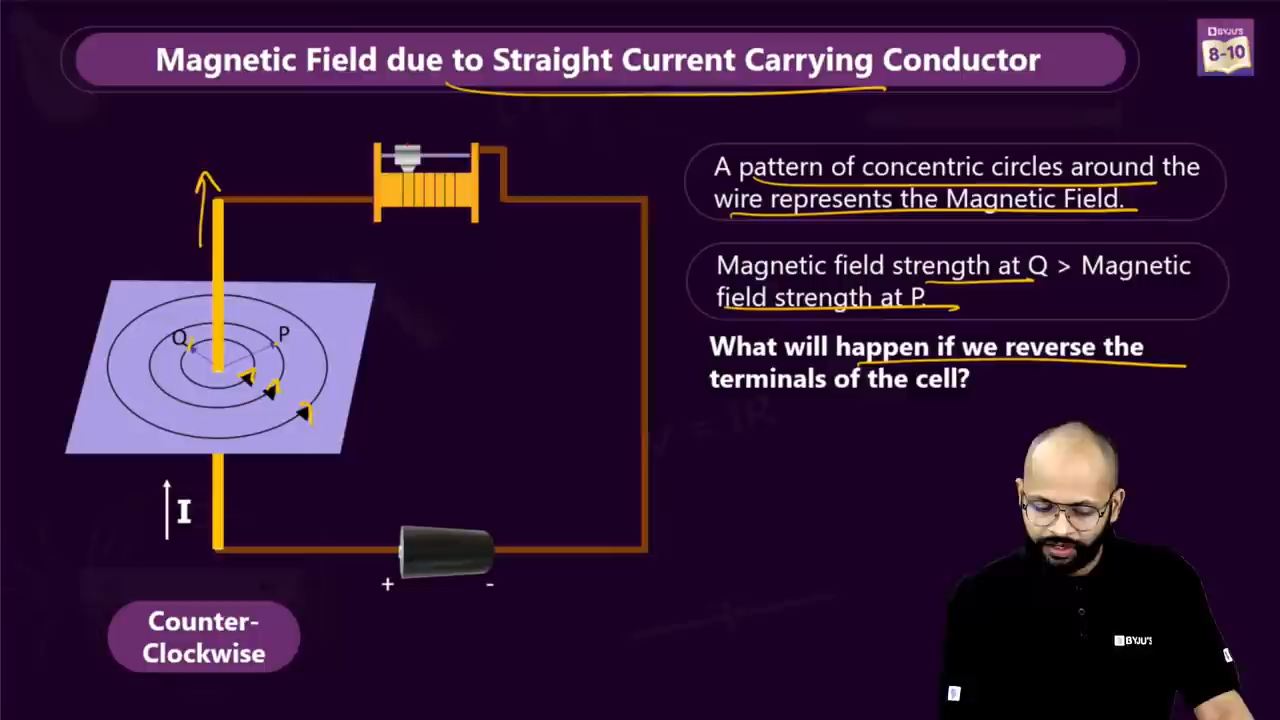 Magnetic Field due to Straight Current Carrying Conductor
BYJU'S
8-10
A pattern of concentric circles around the
wire represents the Magnetic Field.
Magnetic field strength at Q > Magnetic
field strength at P.
What will happen if we reverse the
terminals of the cell?
Q
P
I
+
-
Counter-
Clockwise
BYJU'S